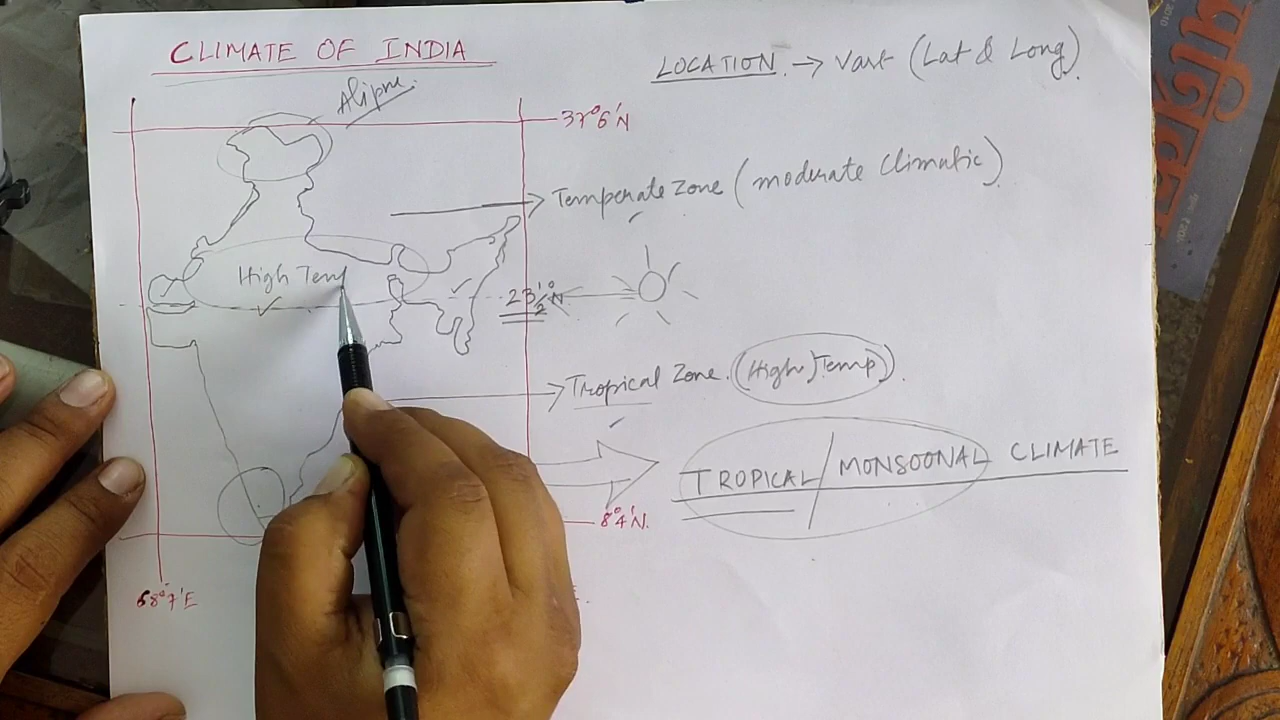 CLIMATE OF INDIA
LOCATION. → Vast (Lat & Long)
Alipne
37°6'N
Temperate Zone (moderate Climatic)
High Temp
23½°N
Tropical Zone. (High) Temp).
TROPICAL/MONSOONAL CLIMATE
8°4'N.
68°7'E
E.